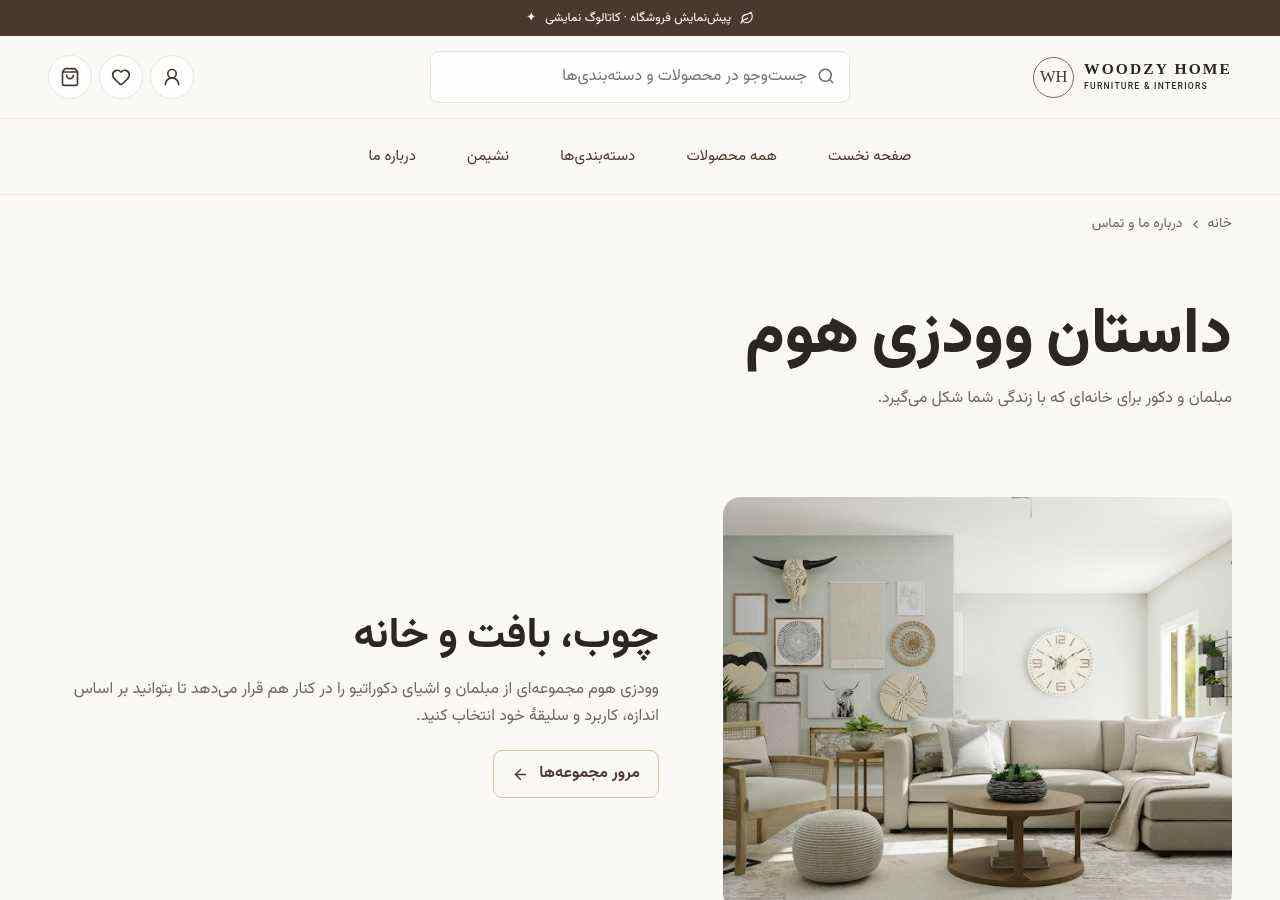 پیش‌نمایش فروشگاه · کاتالوگ نمایشی ✦
WH
WOODZY HOME
FURNITURE & INTERIORS
جست‌وجو در محصولات و دسته‌بندی‌ها
صفحه نخست
همه محصولات
دسته‌بندی‌ها
نشیمن
درباره ما
خانه › درباره ما و تماس
داستان وودزی هوم
مبلمان و دکور برای خانه‌ای که با زندگی شما شکل می‌گیرد.
چوب، بافت و خانه
وودزی هوم مجموعه‌ای از مبلمان و اشیای دکوراتیو را در کنار هم قرار می‌دهد تا بتوانید بر اساس
اندازه، کاربرد و سلیقهٔ خود انتخاب کنید.
مرور مجموعه‌ها